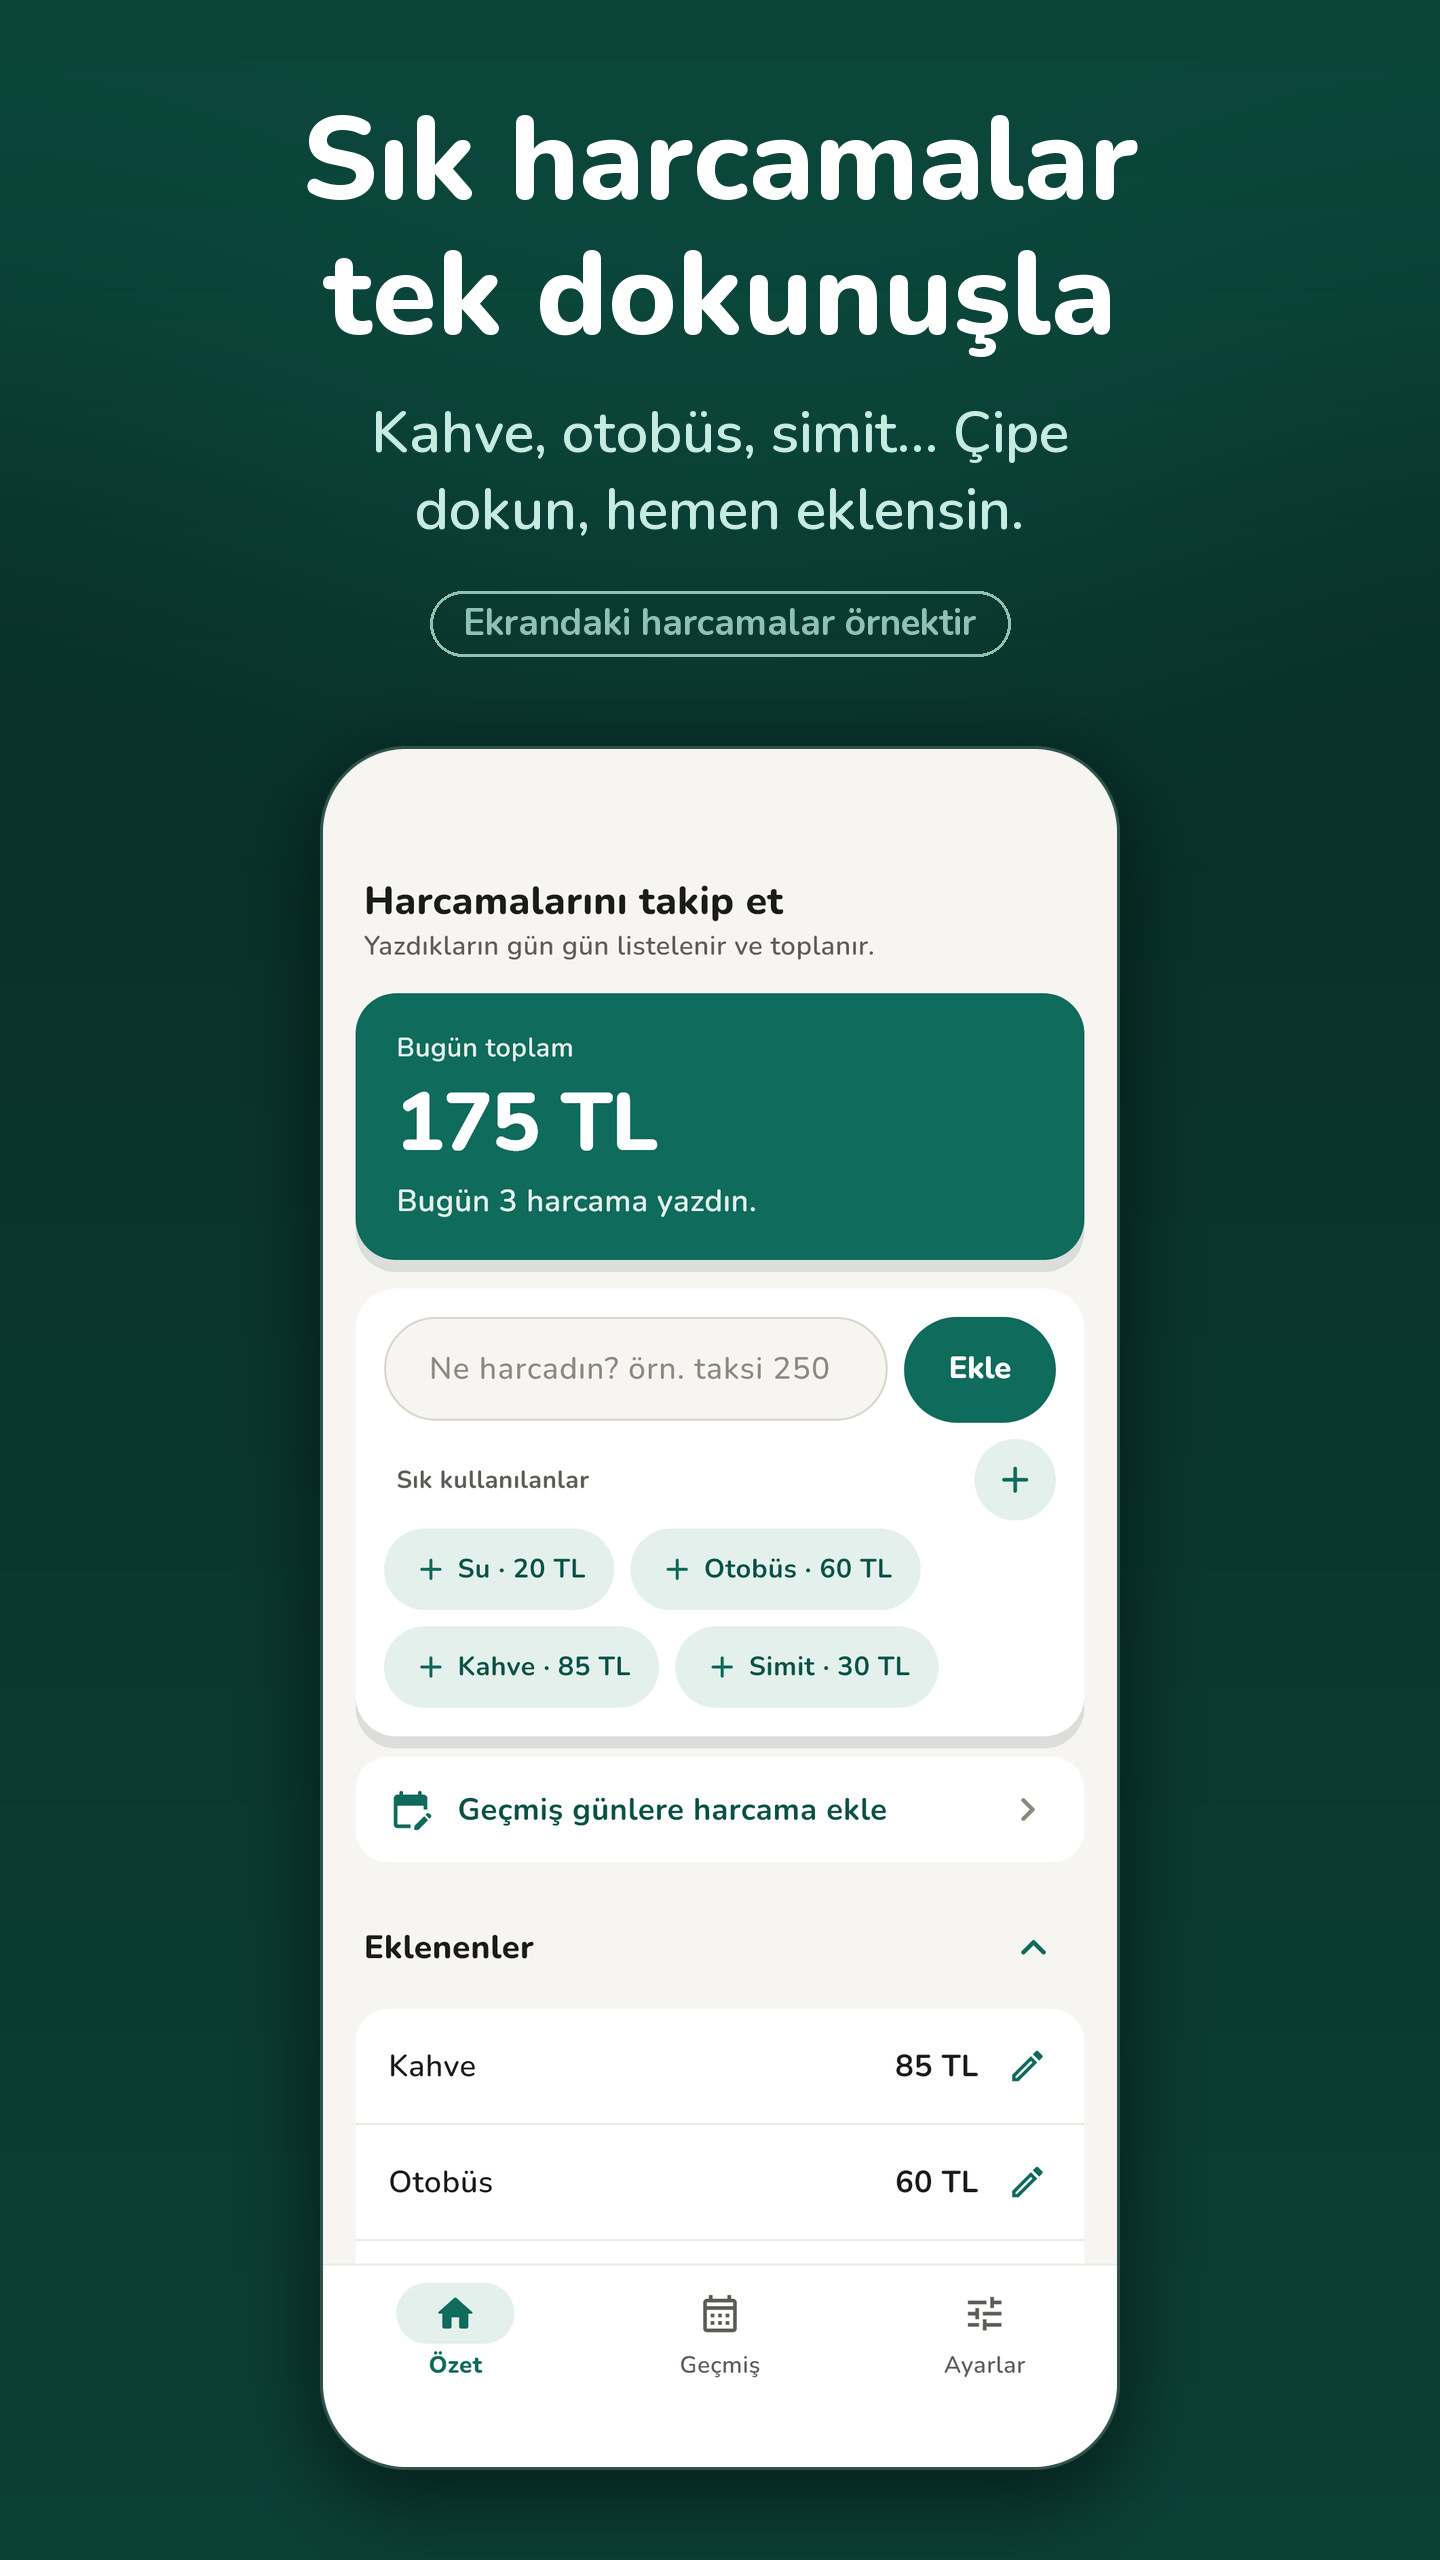 Sık harcamalar
tek dokunuşla
Kahve, otobüs, simit... Çipe
dokun, hemen eklensin.
Ekrandaki harcamalar örnektir
Harcamalarını takip et
Yazdıkların gün gün listelenir ve toplanır.
Bugün toplam
175 TL
Bugün 3 harcama yazdın.
Ne harcadın? örn. taksi 250
Ekle
Sık kullanılanlar
+
+ Su · 20 TL
+ Otobüs · 60 TL
+ Kahve · 85 TL
+ Simit · 30 TL
Geçmiş günlere harcama ekle
Eklenenler
Kahve 85 TL
Otobüs 60 TL
Özet
Geçmiş
Ayarlar